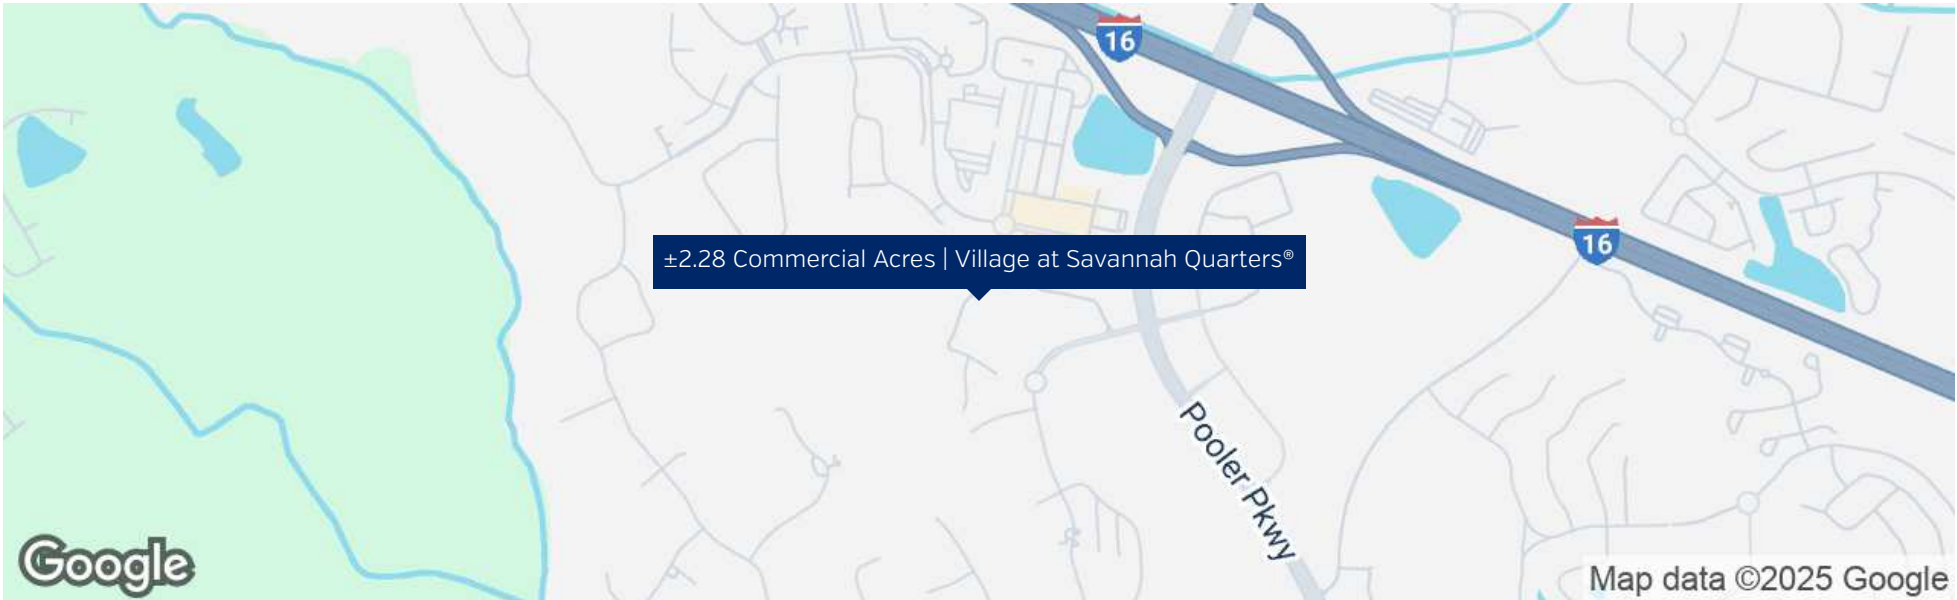 16
±2.28 Commercial Acres | Village at Savannah Quarters®
16
Pooler Pkwy
Google
Map data ©2025 Google